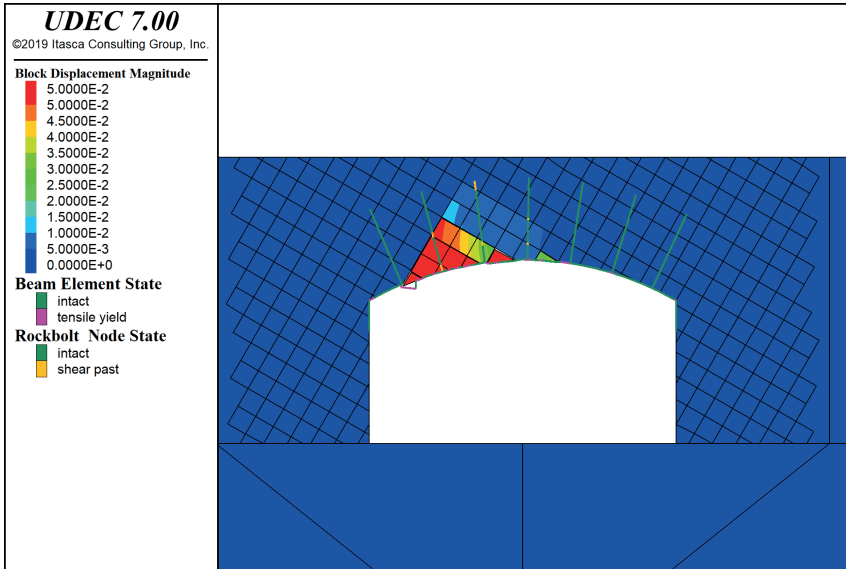 UDEC 7.00
©2019 Itasca Consulting Group, Inc.
Block Displacement Magnitude
5.0000E-2
5.0000E-2
4.5000E-2
4.0000E-2
3.5000E-2
3.0000E-2
2.5000E-2
2.0000E-2
1.5000E-2
1.0000E-2
5.0000E-3
0.0000E+0
Beam Element State
intact
tensile yield
Rockbolt Node State
intact
shear past